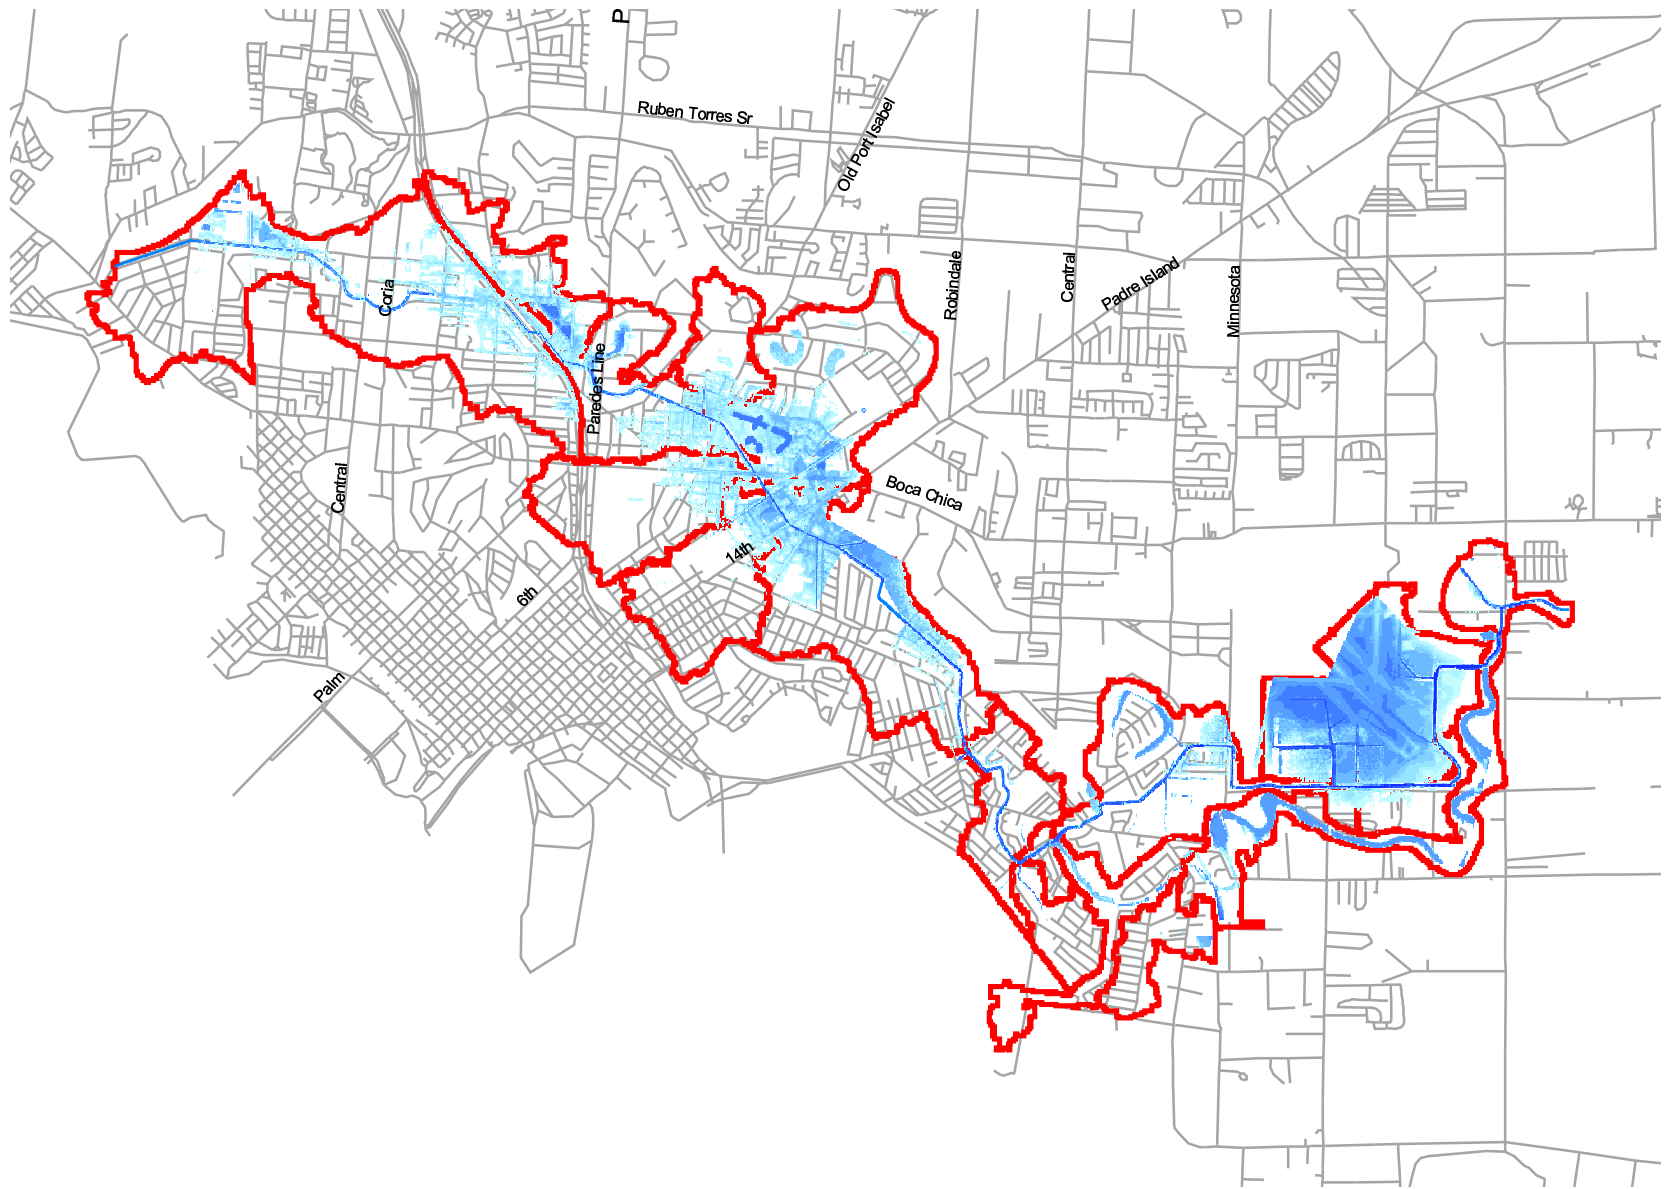 P
Ruben Torres Sr
Old Port Isabel
Robindale
Central
Padre Island
Minnesota
Coria
Paredes Line
Central
Boca Chica
14th
6th
Palm